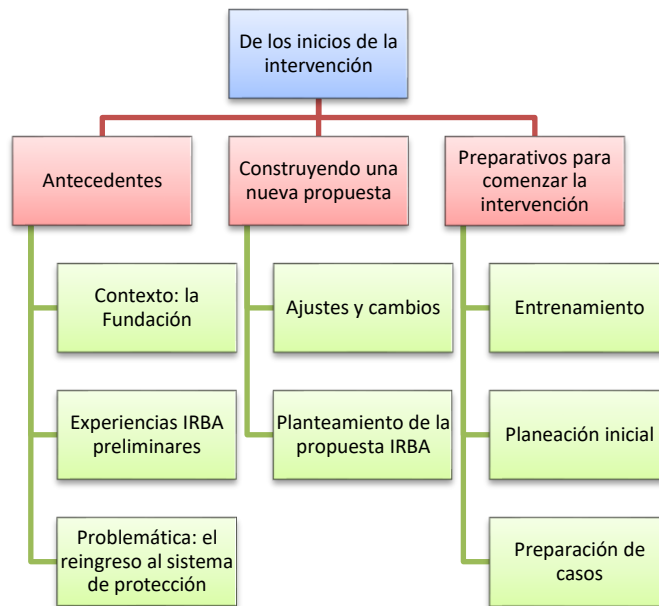 De los inicios de la
intervención
Antecedentes
Construyendo una
nueva propuesta
Preparativos para
comenzar la
intervención
Contexto: la
Fundación
Ajustes y cambios
Entrenamiento
Experiencias IRBA
preliminares
Planteamiento de la
propuesta IRBA
Planeación inicial
Problemática: el
reingreso al sistema
de protección
Preparación de
casos